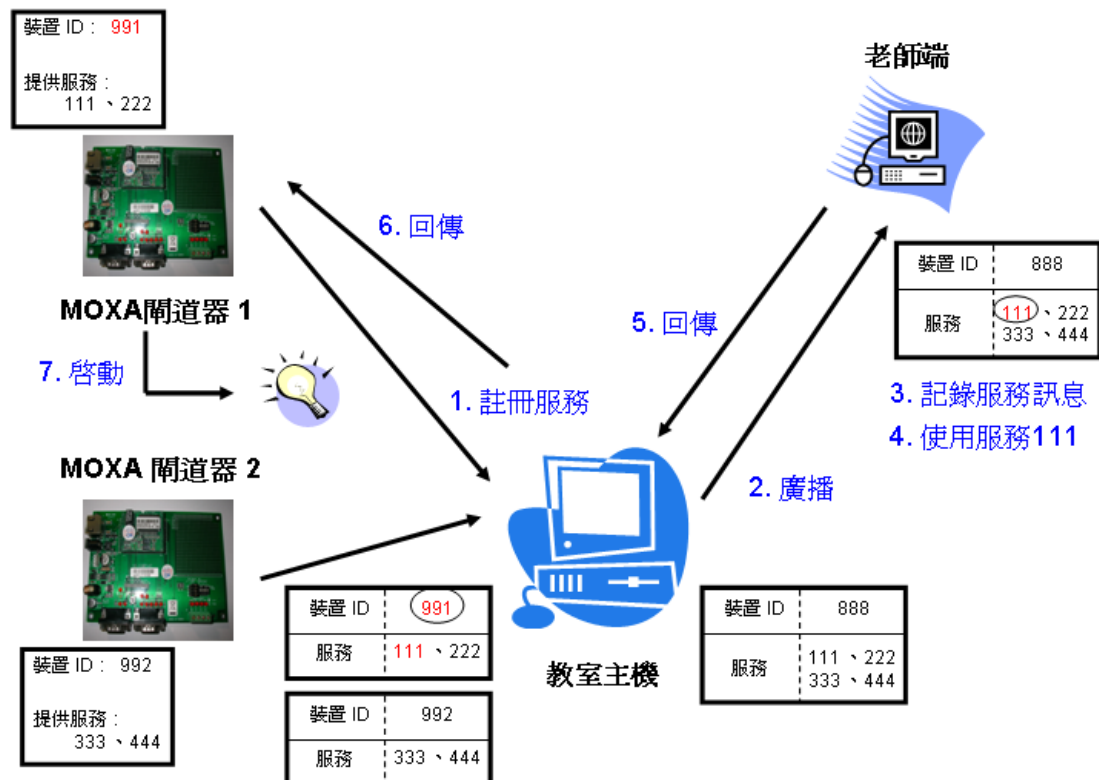 裝置 ID： 991
提供服務：
111、222
老師端
6. 回傳
裝置 ID 888
服務 111、222
333、444
MOXA閘道器 1
5. 回傳
7. 啓動
1. 註冊服務
3. 記錄服務訊息
4. 使用服務111
MOXA 閘道器 2
2. 廣播
裝置 ID 991
服務 111、222
裝置 ID 888
服務 111、222
333、444
教室主機
裝置 ID： 992
提供服務：
333、444
裝置 ID 992
服務 333、444